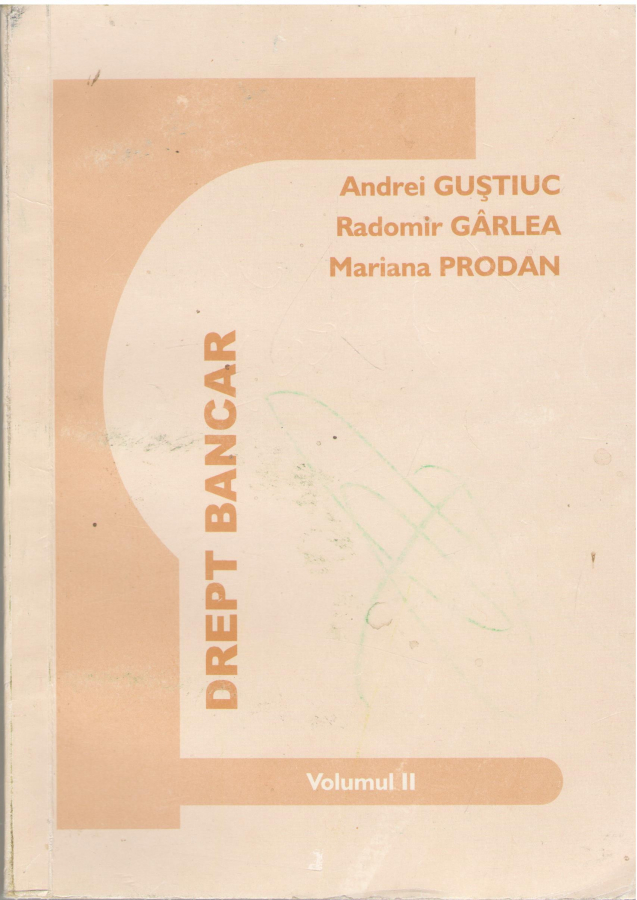 Andrei GUŞTIUC
Radomir GÂRLEA
Mariana PRODAN
DREPT BANCAR
Volumul II